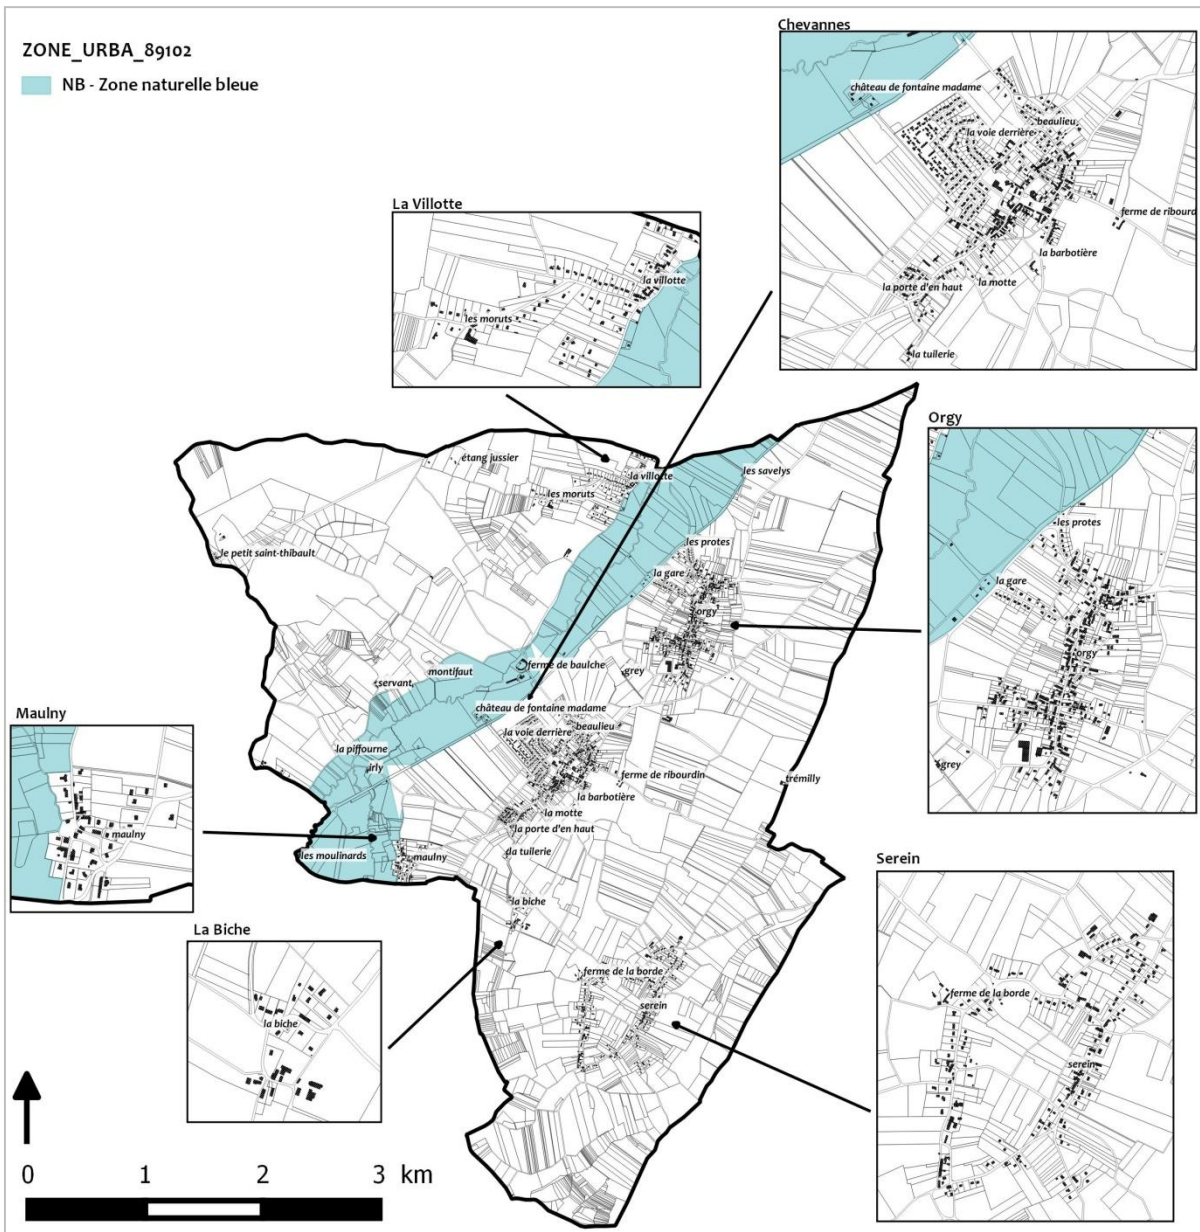 Chevannes
ZONE_URBA_89102
NB - Zone naturelle bleue
château de fontaine madame
beaulieu
la voie derrière
La Villotte
ferme de ribourd
la villotte
la barbotière
la porte d'en haut
la motte
les moruts
la tuilerie
Orgy
étang jussier
la villotte
les savelys
les moruts
les protes
les protes
le petit saint-thibault
la gare
la gare
orgy
orgy
ferme de baulche
montifaut
grey
servant
château de fontaine madame
Maulny
beaulieu
la voie derrière
la piffourne
irly
grey
ferme de ribourdin
trémilly
la barbotière
la motte
la porte d'en haut
maulny
les moulinards
maulny
da tuilerie
Serein
la biche
La Biche
ferme de la borde
ferme de la borde
serein
la biche
serein
0 1 2 3 km